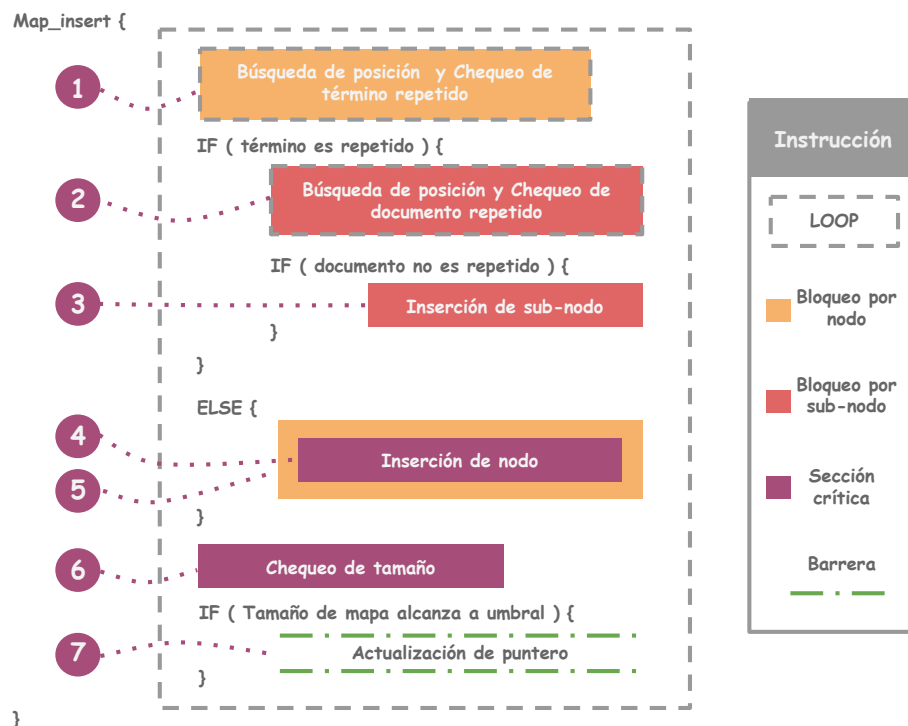 Map_insert {
1
Búsqueda de posición y Chequeo de
término repetido
IF ( término es repetido ) {
2
Búsqueda de posición y Chequeo de
documento repetido
IF ( documento no es repetido ) {
3
Inserción de sub-nodo
}
}
ELSE {
4
Inserción de nodo
5
}
6
Chequeo de tamaño
IF ( Tamaño de mapa alcanza a umbral ) {
7
Actualización de puntero
}
}
Instrucción
LOOP
Bloqueo por
nodo
Bloqueo por
sub-nodo
Sección
crítica
Barrera